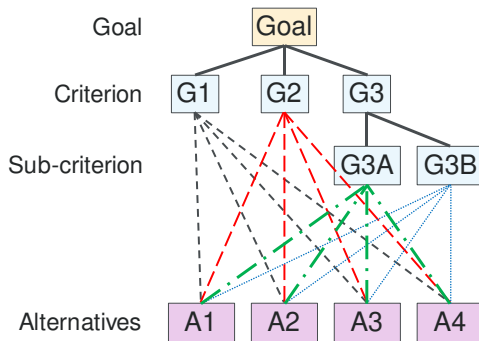 Goal Goal
Criterion G1 G2 G3
Sub-criterion G3A G3B
Alternatives A1 A2 A3 A4